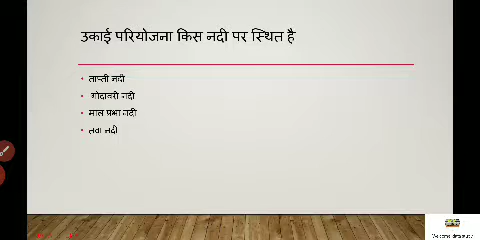 उकाई परियोजना किस नदी पर स्थित है
ताप्ती नदी
गोदावरी नदी
माल प्रभा नदी
तवा नदी